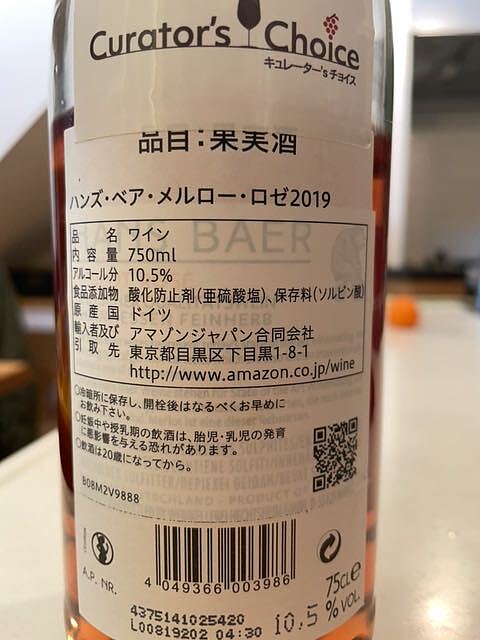 Curator's Choice
キュレーター'sチョイス
品目:果実酒
ハンズ・ベア・メルロー・ロゼ2019
HANS BAER
品名 ワイン
内容量 750ml
アルコール分 10.5%
食品添加物 酸化防止剤(亜硫酸塩)、保存料(ソルビン酸)
原産国 ドイツ
FEINHERB
輸入者及び引取先 アマゾンジャパン合同会社
東京都目黒区下目黒1-8-1
http://www.amazon.co.jp/wine
○冷暗所に保存し、開栓後はなるべくお早めにお飲み下さい。
○妊娠中や授乳期の飲酒は、胎児・乳児の発育に悪影響を与える恐れがあります。
○飲酒は20歳になってから。
B08M2V9888
4 049366 003986
A.P. NR.
75CLe
4375141025420
L00819202 04:30
10.5 % VOL.